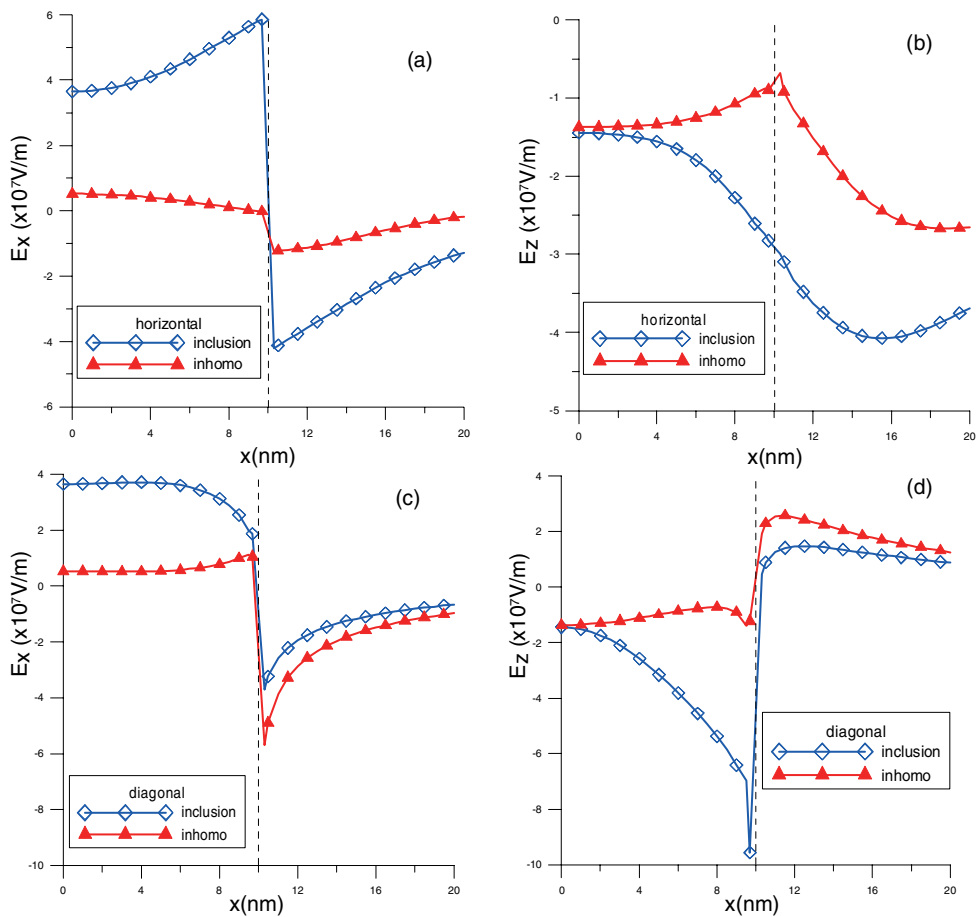 (a)
Ex (x10⁷V/m)
6
4
2
0
-2
-4
-6
horizontal
inclusion
inhomo
0
4
8
12
16
20
x(nm)
(b)
Ez (x10⁷V/m)
0
-1
-2
-3
-4
-5
horizontal
inclusion
inhomo
0
4
8
12
16
20
x(nm)
(c)
Ex (x10⁷V/m)
4
2
0
-2
-4
-6
-8
-10
diagonal
inclusion
inhomo
0
4
8
12
16
20
x(nm)
(d)
Ez (x10⁷V/m)
4
2
0
-2
-4
-6
-8
-10
diagonal
inclusion
inhomo
0
4
8
12
16
20
x(nm)